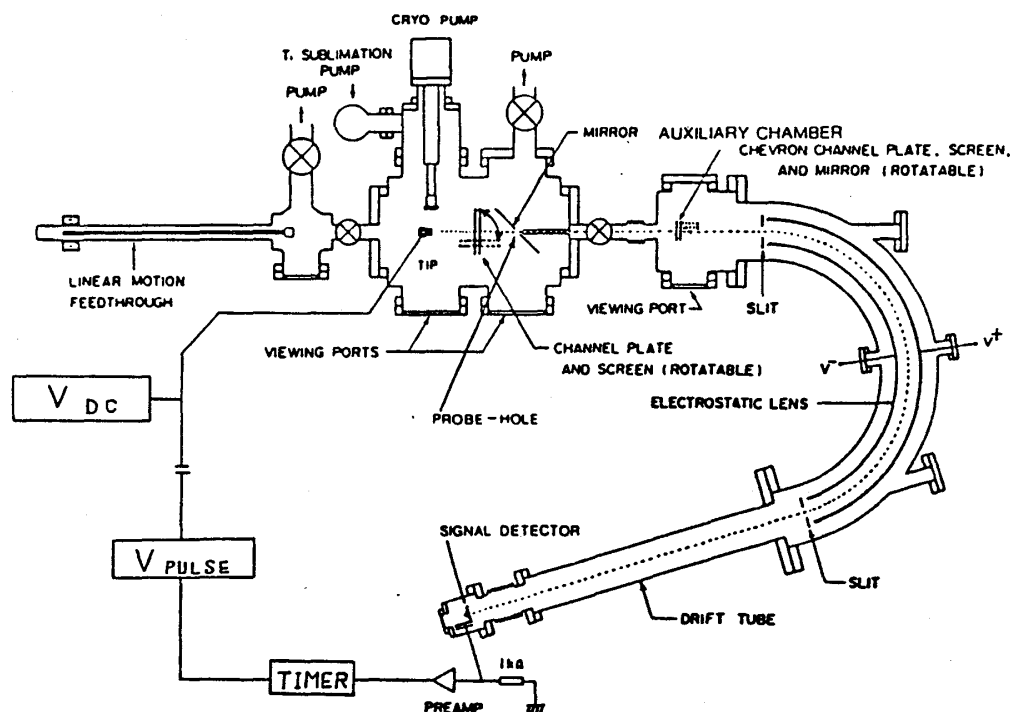 CRYO PUMP
Ti SUBLIMATION
PUMP
PUMP
PUMP
MIRROR
AUXILIARY CHAMBER
CHEVRON CHANNEL PLATE, SCREEN,
AND MIRROR (ROTATABLE)
TIP
LINEAR MOTION
FEEDTHROUGH
VIEWING PORT
SLIT
VIEWING PORTS
CHANNEL PLATE
AND SCREEN (ROTATABLE)
V-
V+
V DC
PROBE-HOLE
ELECTROSTATIC LENS
SIGNAL DETECTOR
V PULSE
SLIT
DRIFT TUBE
1kΩ
TIMER
PREAMP